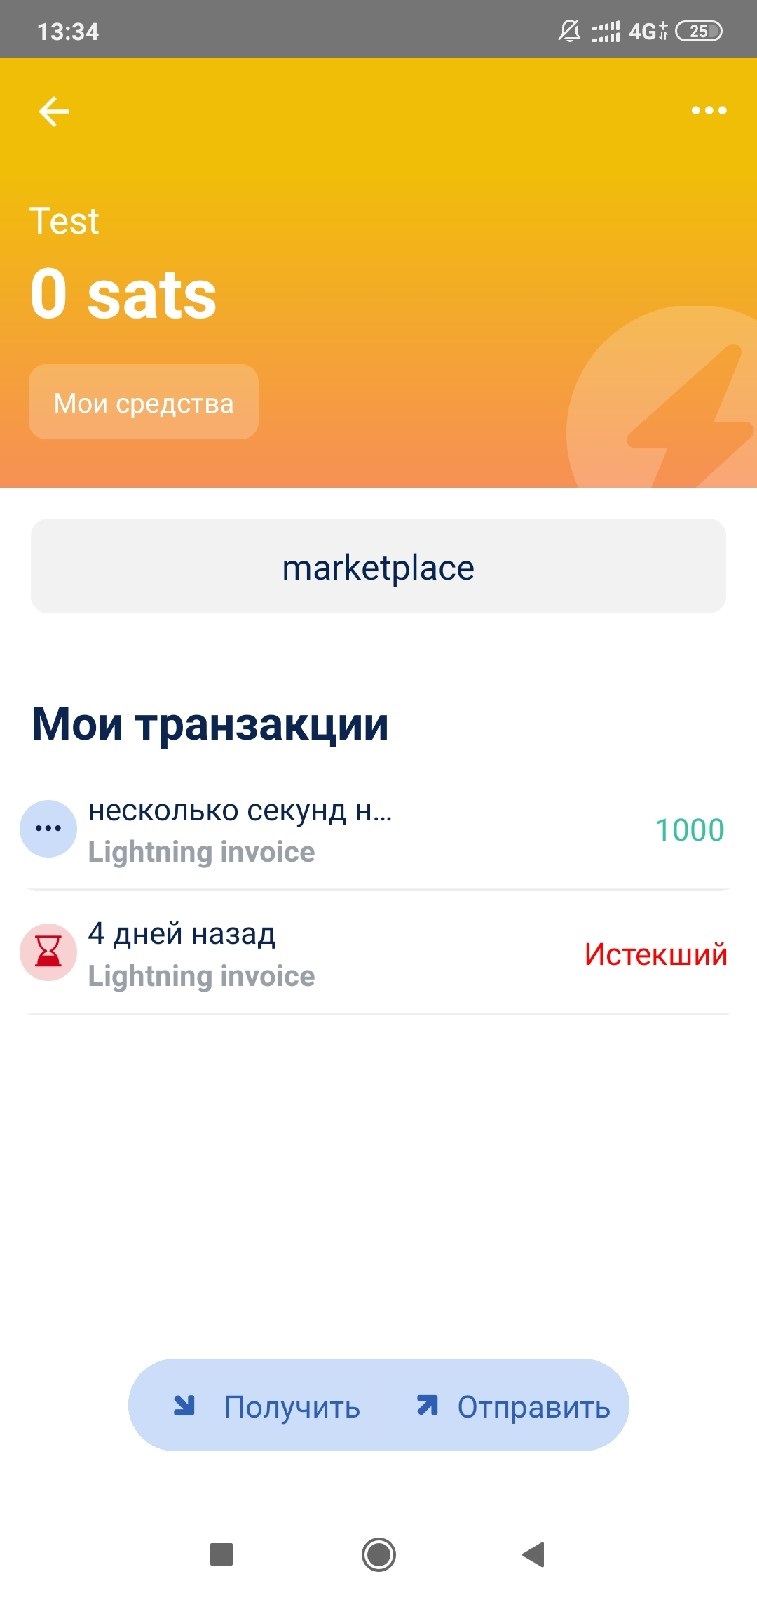 13:34
4G+
25
Test
0 sats
Мои средства
marketplace
Мои транзакции
несколько секунд н...
Lightning invoice
1000
4 дней назад
Lightning invoice
Истекший
Получить
Отправить